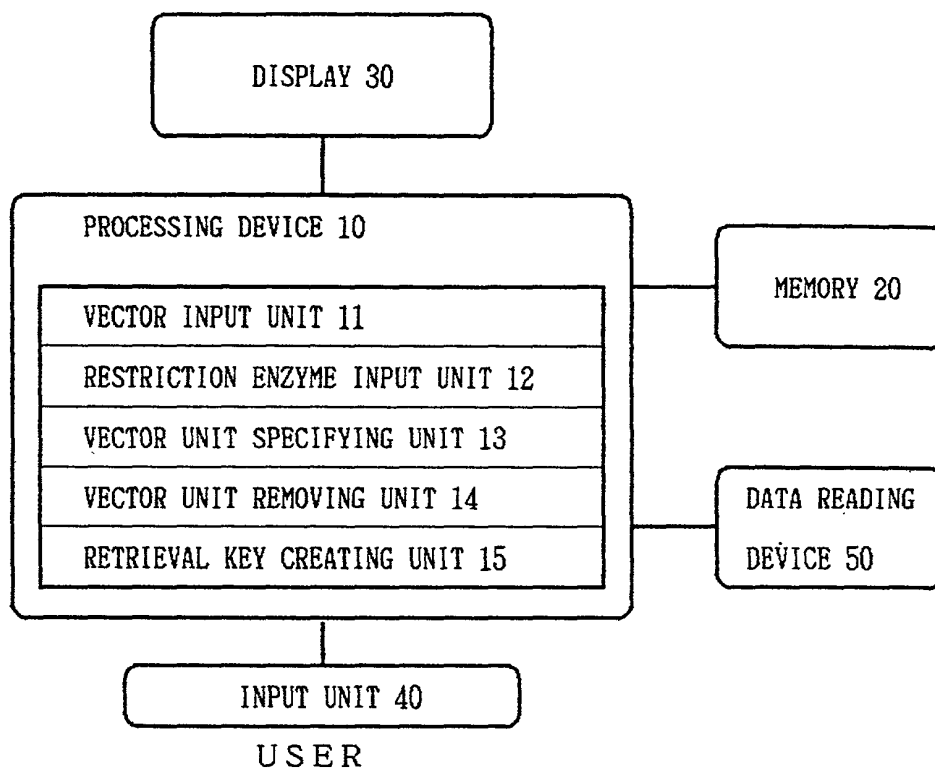 DISPLAY 30
PROCESSING DEVICE 10
VECTOR INPUT UNIT 11
RESTRICTION ENZYME INPUT UNIT 12
VECTOR UNIT SPECIFYING UNIT 13
VECTOR UNIT REMOVING UNIT 14
RETRIEVAL KEY CREATING UNIT 15
MEMORY 20
DATA READING
DEVICE 50
INPUT UNIT 40
USER